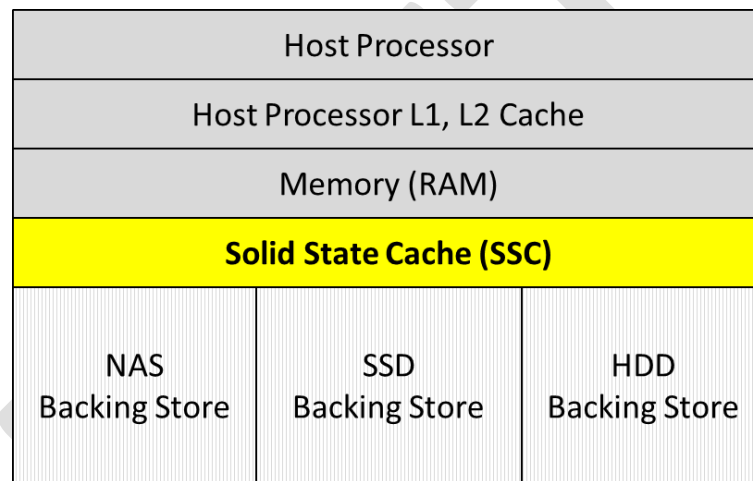 Host Processor
Host Processor L1, L2 Cache
Memory (RAM)
Solid State Cache (SSC)
NAS
Backing Store
SSD
Backing Store
HDD
Backing Store